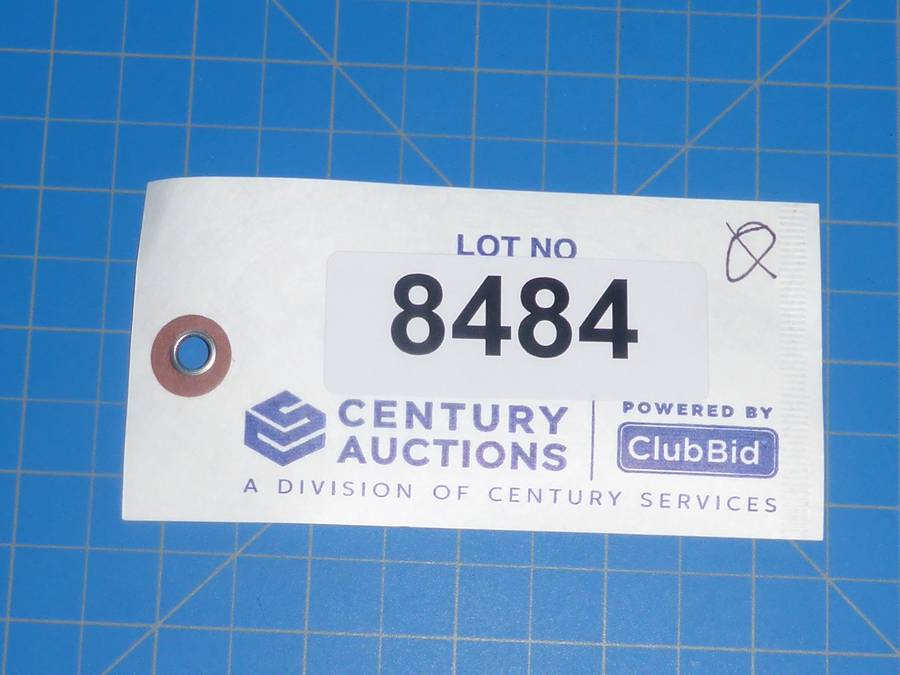 LOT NO
8484
CENTURY
AUCTIONS
POWERED BY
ClubBid
A DIVISION OF CENTURY SERVICES